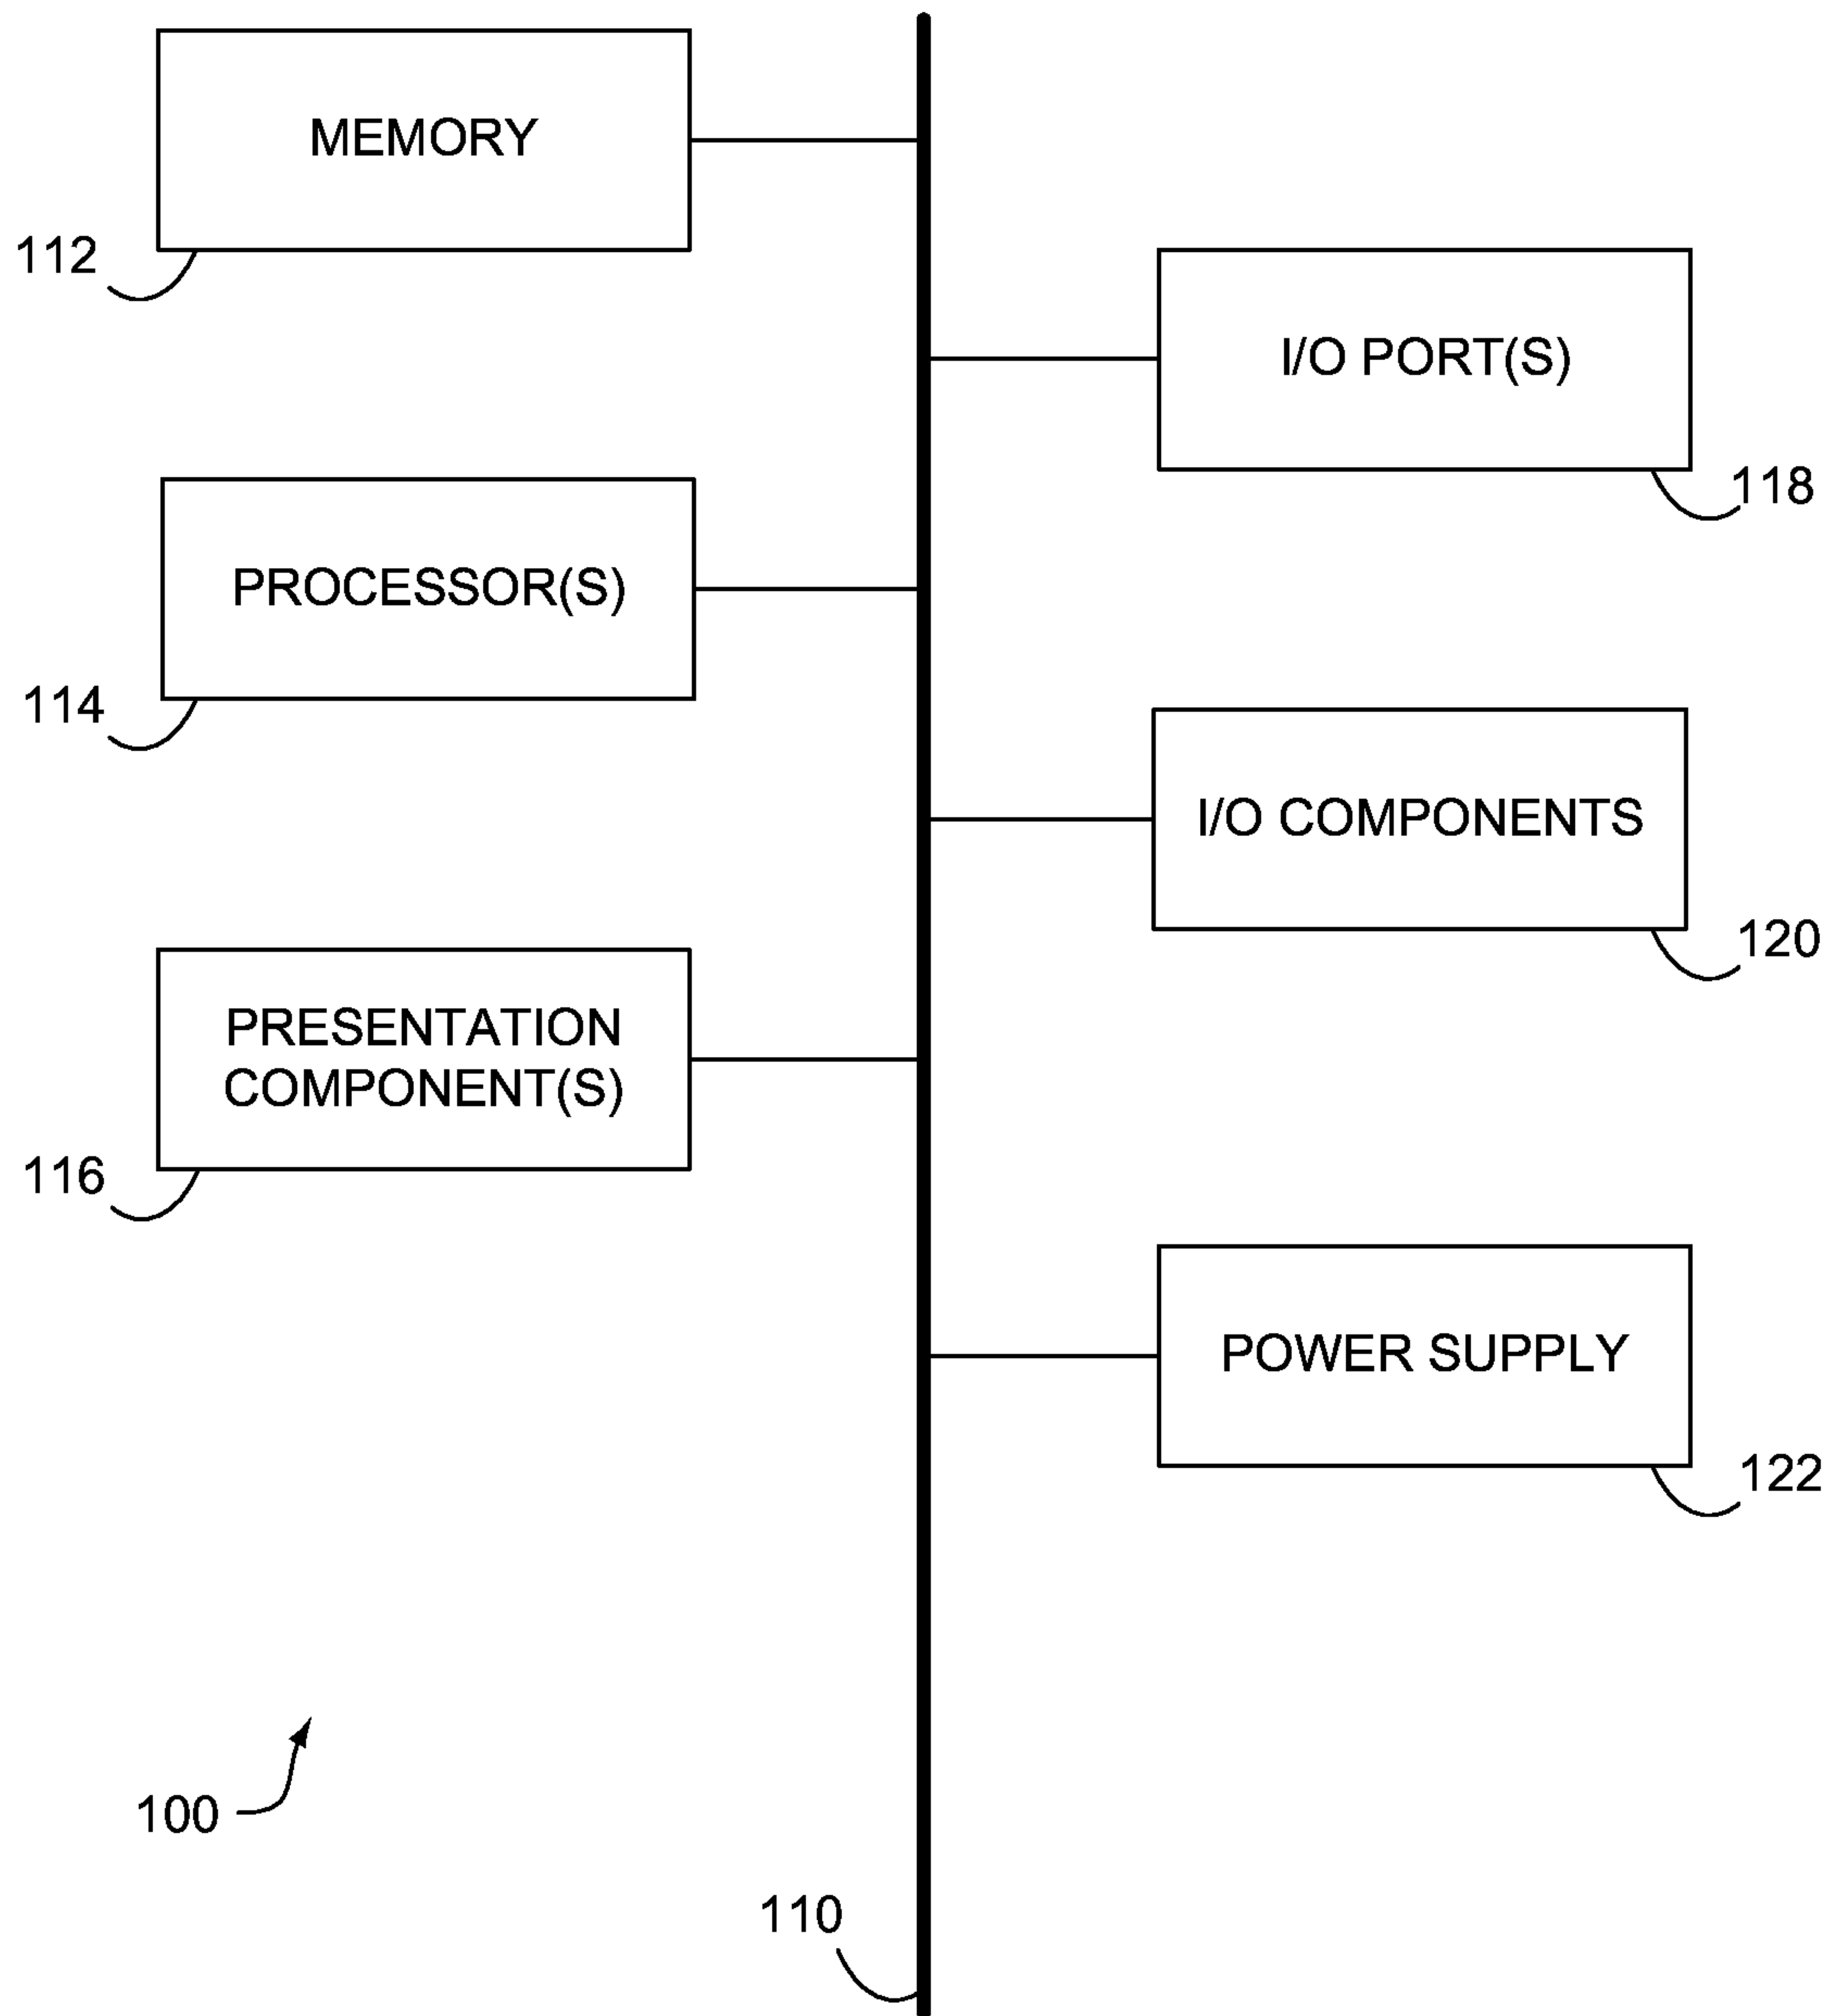 MEMORY
112
I/O PORT(S)
118
PROCESSOR(S)
114
I/O COMPONENTS
120
PRESENTATION
COMPONENT(S)
116
POWER SUPPLY
122
100
110